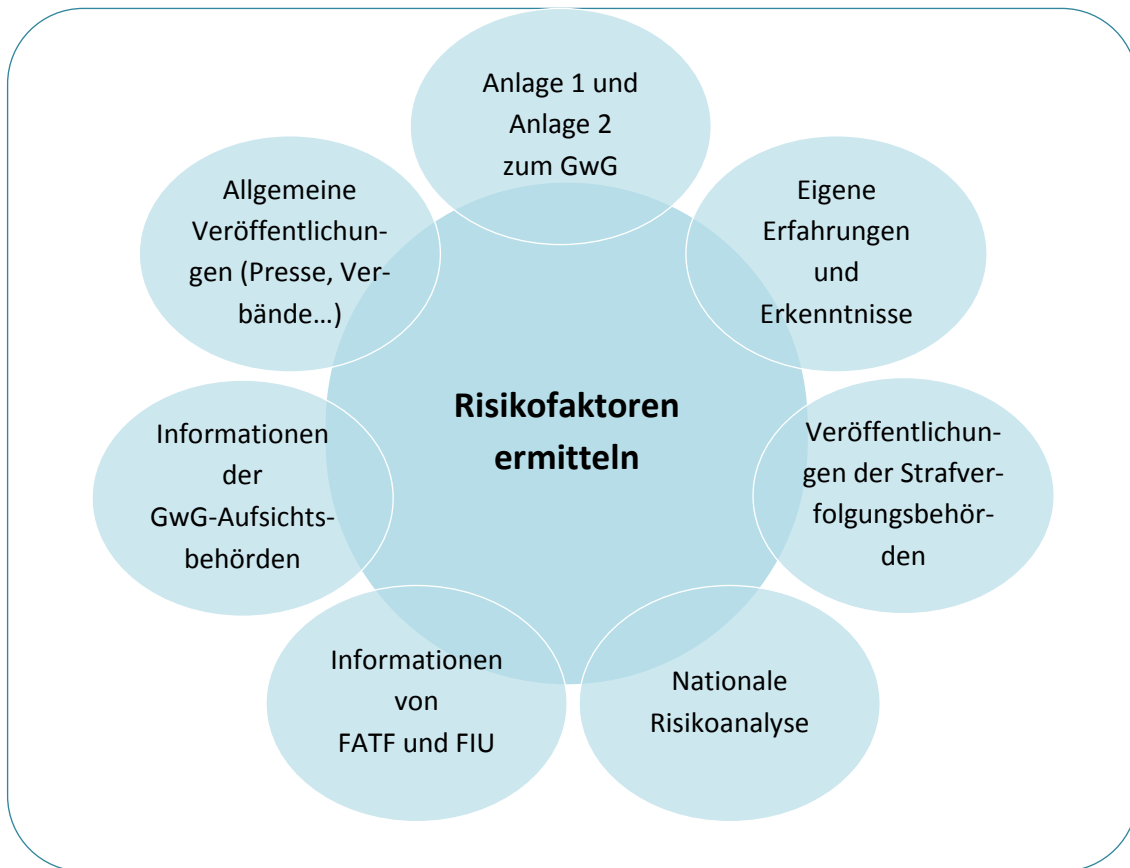 Anlage 1 und
Anlage 2
zum GwG
Eigene
Erfahrungen
und
Erkenntnisse
Veröffentlichun-
gen der Strafver-
folgungsbehör-
den
Nationale
Risikoanalyse
Informationen
von
FATF und FIU
Informationen
der
GwG-Aufsichts-
behörden
Allgemeine
Veröffentlichun-
gen (Presse, Ver-
bände…)
Risikofaktoren
ermitteln